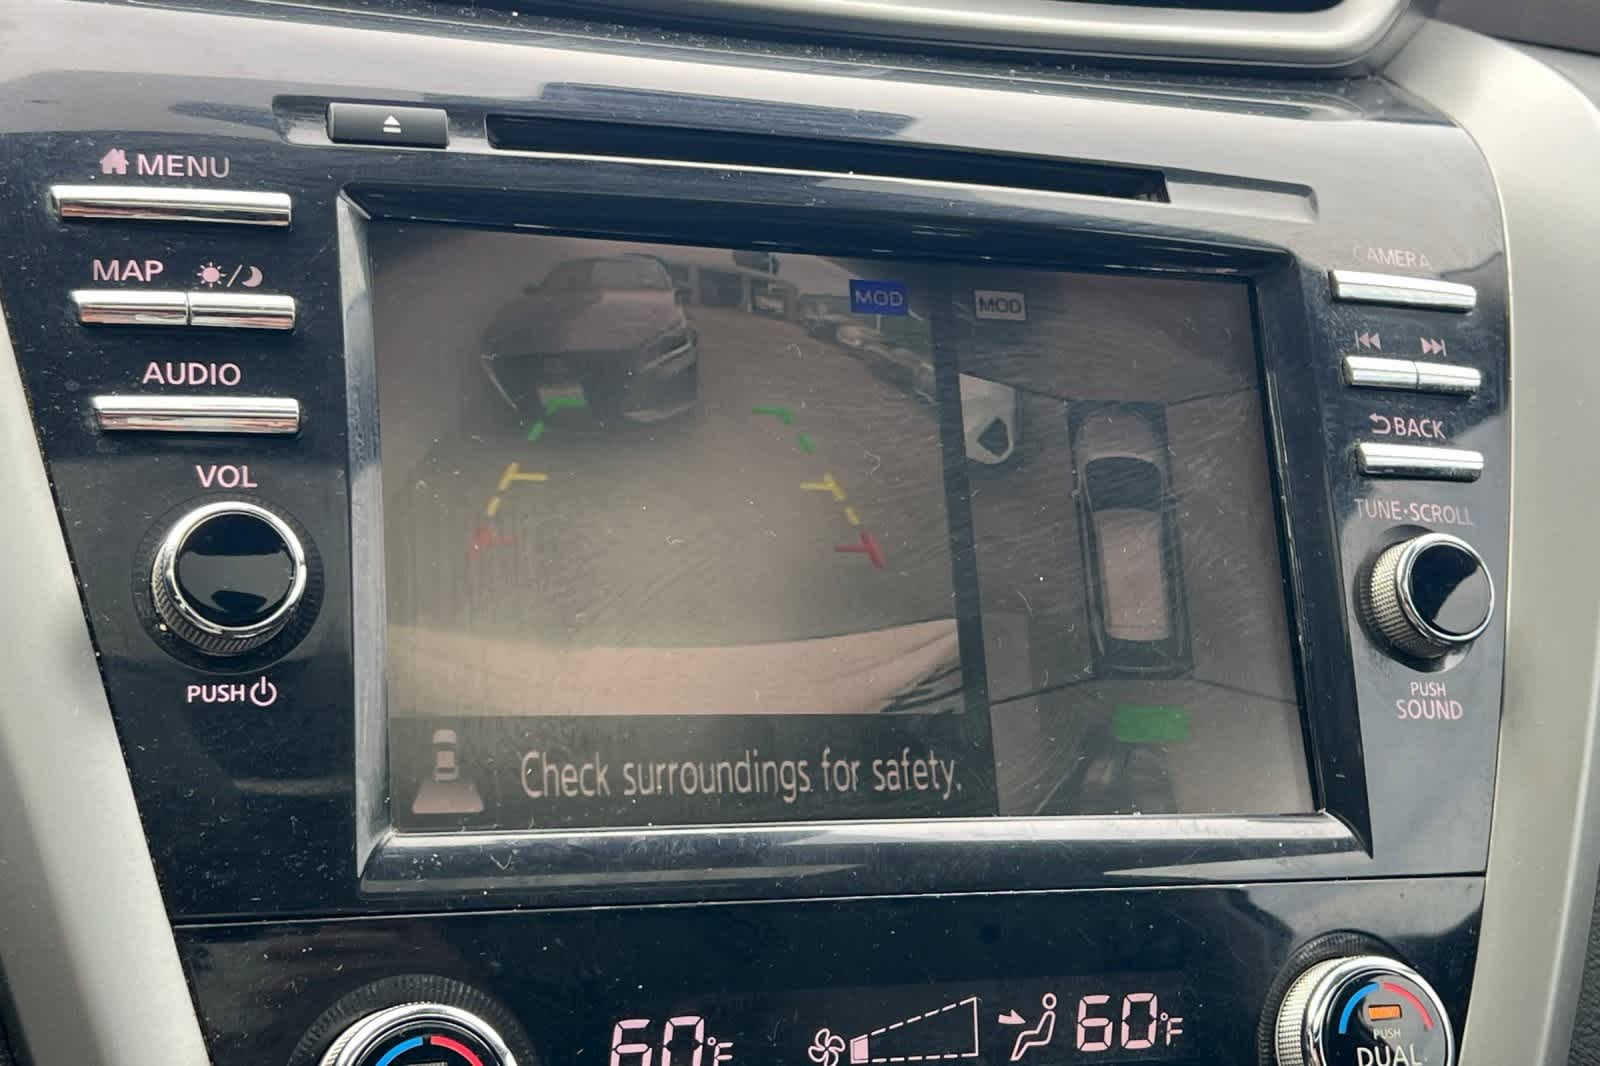 MENU
MAP
AUDIO
VOL
PUSH
MOD
MOD
Check surroundings for safety.
CAMERA
BACK
TUNE·SCROLL
PUSH
SOUND
60°F
60°F
PUSH
DUAL